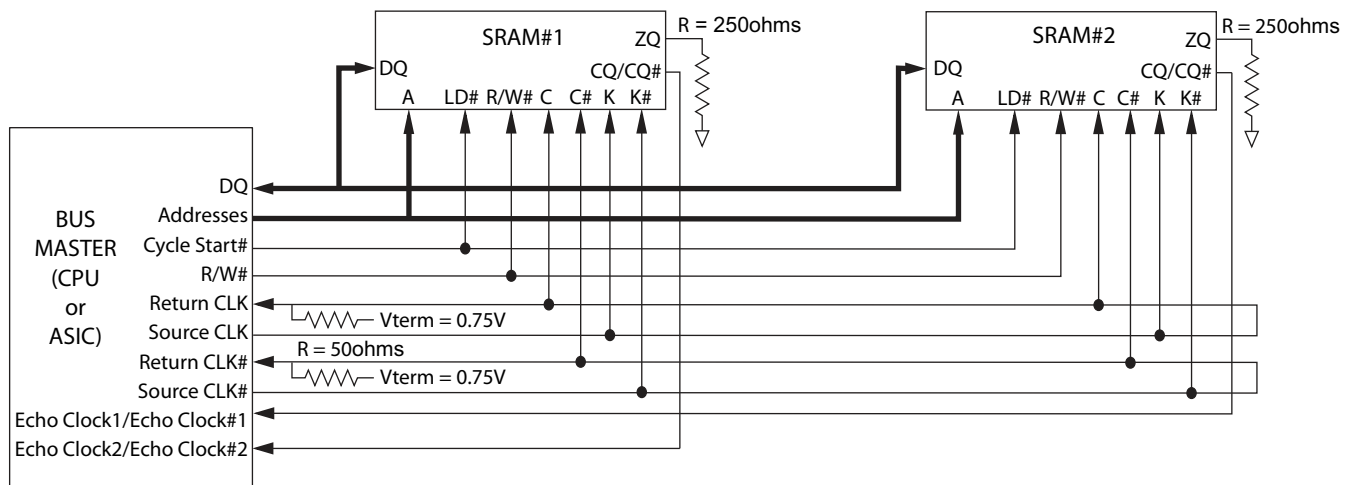 SRAM#1
ZQ
R = 250ohms
DQ
CQ/CQ#
A LD# R/W# C C# K K#
SRAM#2
ZQ
R = 250ohms
DQ
CQ/CQ#
A LD# R/W# C C# K K#
BUS
MASTER
(CPU
or
ASIC)
DQ
Addresses
Cycle Start#
R/W#
Return CLK
Vterm = 0.75V
Source CLK
R = 50ohms
Return CLK#
Vterm = 0.75V
Source CLK#
Echo Clock1/Echo Clock#1
Echo Clock2/Echo Clock#2